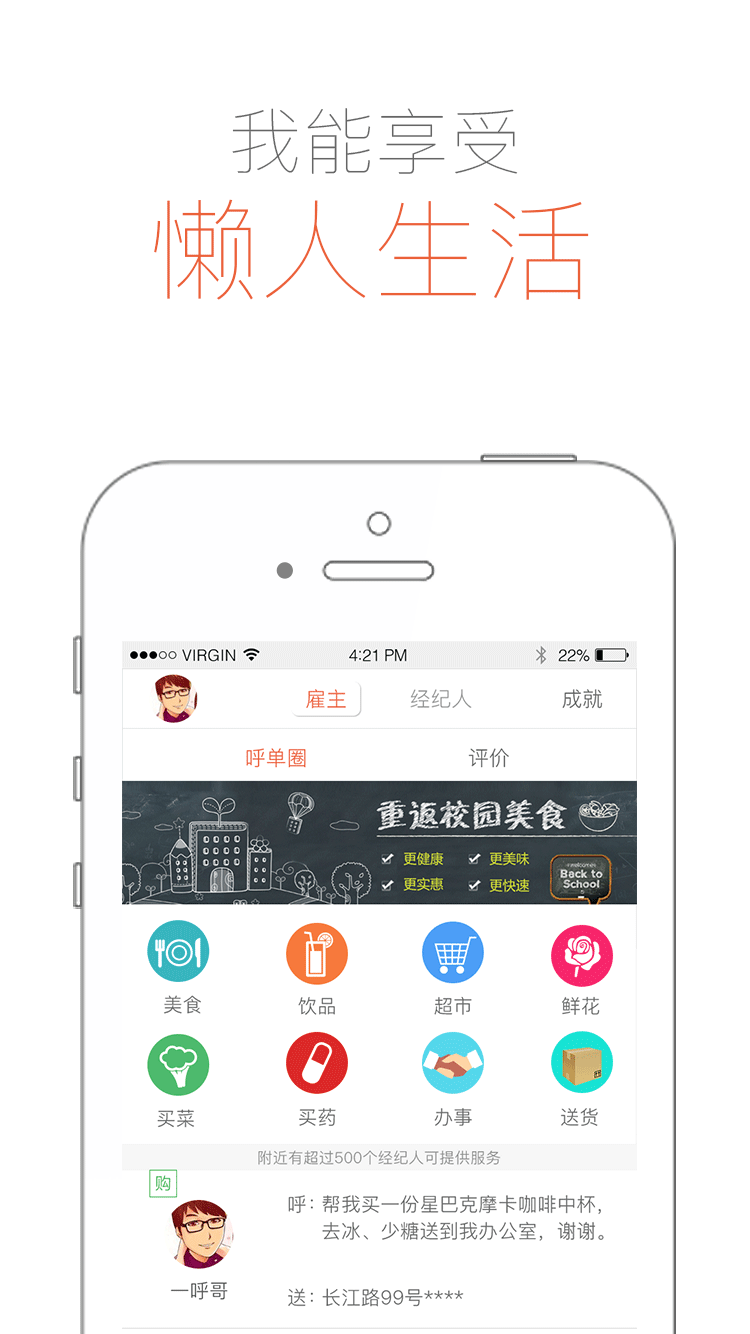 我能享受
懒人生活
VIRGIN 4:21 PM 22%
雇主 经纪人 成就
呼单圈 评价
重返校园美食
更健康 更美味
更实惠 更快速
welcome
Back to
School
美食 饮品 超市 鲜花
买菜 买药 办事 送货
附近有超过500个经纪人可提供服务
购
呼：帮我买一份星巴克摩卡咖啡中杯，
去冰、少糖送到我办公室，谢谢。
一呼哥
送：长江路99号****